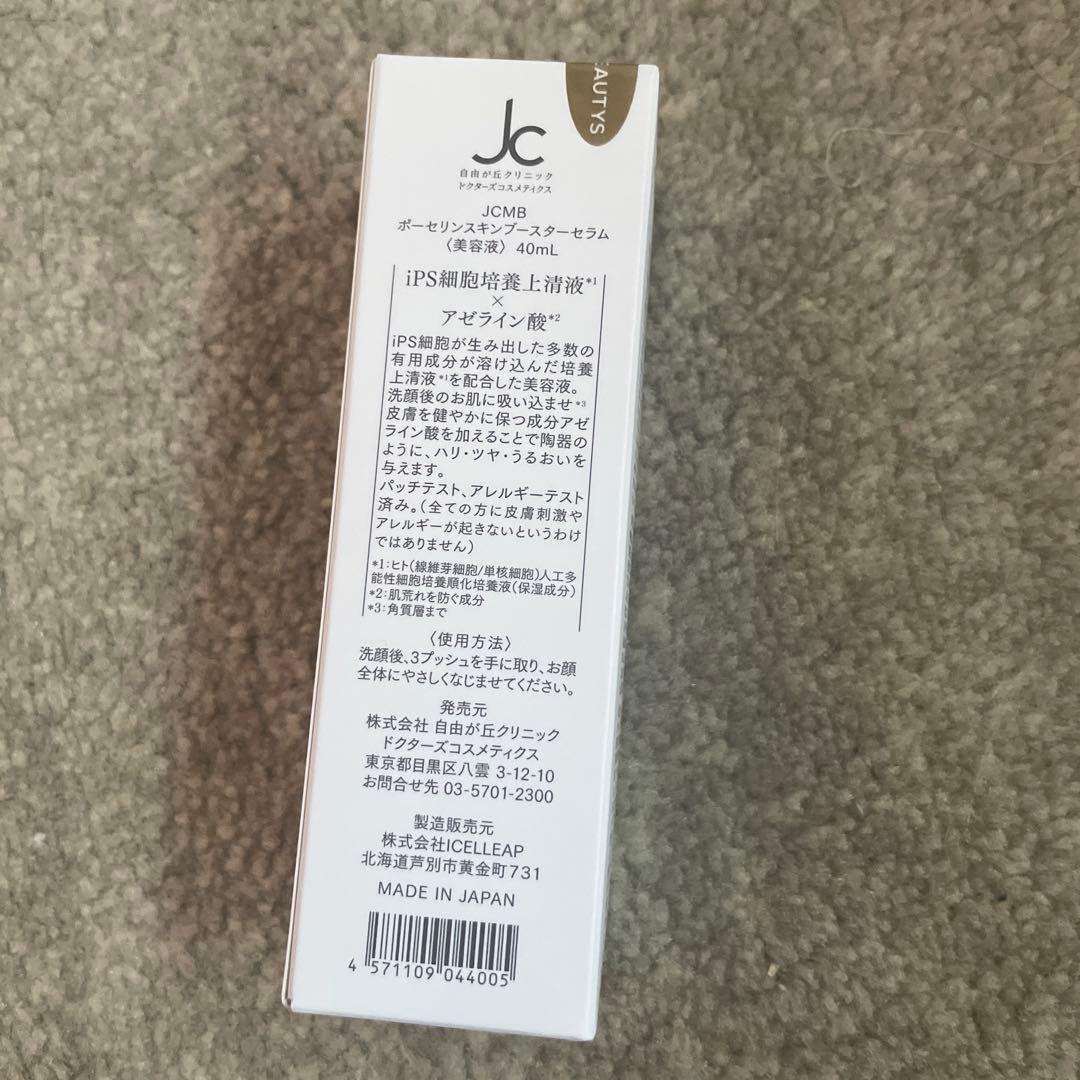 EAUTYS
Jc
自由が丘クリニック
ドクターズコスメティクス
JCMB
ポーセリンスキンブースターセラム
〈美容液〉 40mL
iPS細胞培養上清液*1
×
アゼライン酸*2
iPS細胞が生み出した多数の
有用成分が溶け込んだ培養
上清液*1を配合した美容液。
洗顔後のお肌に吸い込ませ*3
皮膚を健やかに保つ成分アゼ
ライン酸を加えることで陶器の
ように、ハリ・ツヤ・うるおいを
与えます。
パッチテスト、アレルギーテスト
済み。(全ての方に皮膚刺激や
アレルギーが起きないというわけ
ではありません)
*1:ヒト(線維芽細胞/単核細胞)人工多
能性細胞培養順化培養液(保湿成分)
*2:肌荒れを防ぐ成分
*3:角質層まで
〈使用方法〉
洗顔後、3プッシュを手に取り、お顔
全体にやさしくなじませてください。
発売元
株式会社 自由が丘クリニック
ドクターズコスメティクス
東京都目黒区八雲 3-12-10
お問合せ先 03-5701-2300
製造販売元
株式会社ICELLEAP
北海道芦別市黄金町731
MADE IN JAPAN
4 571109 044005